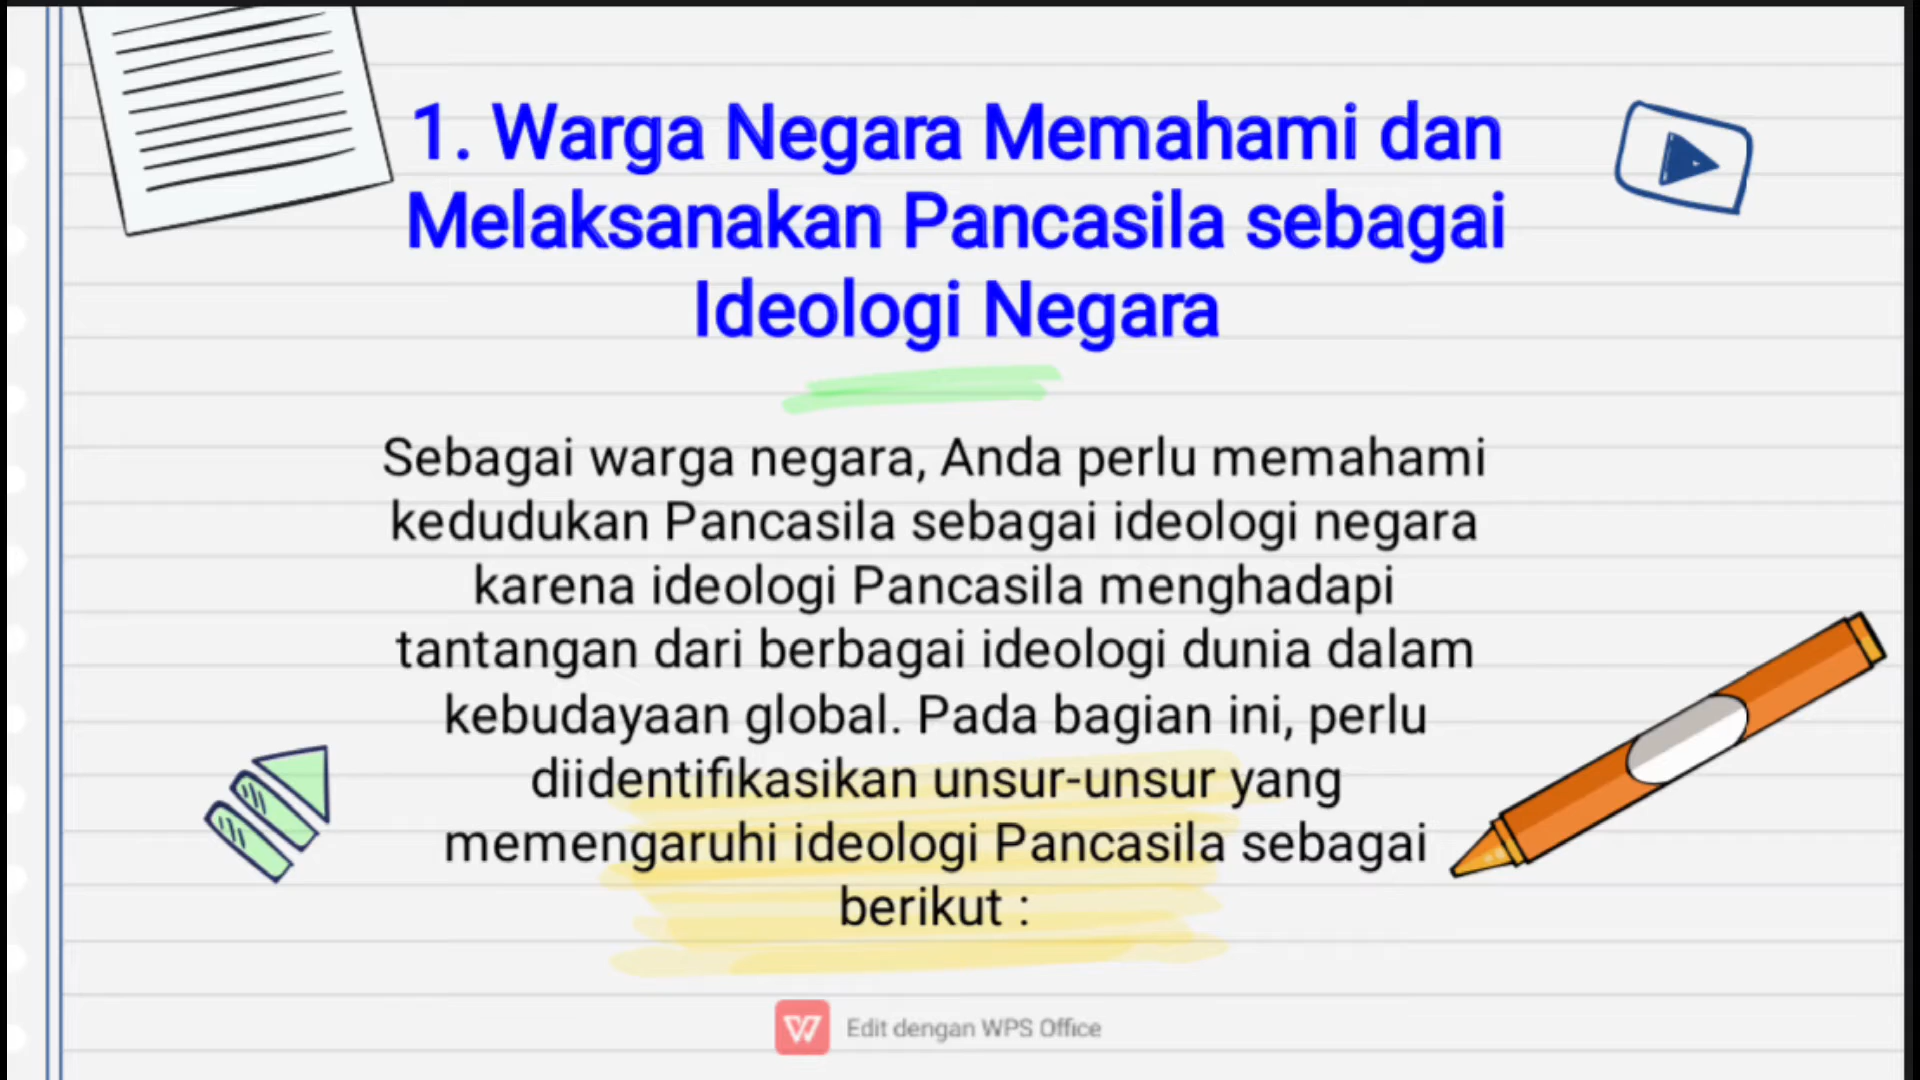 1. Warga Negara Memahami dan
Melaksanakan Pancasila sebagai
Ideologi Negara
Sebagai warga negara, Anda perlu memahami
kedudukan Pancasila sebagai ideologi negara
karena ideologi Pancasila menghadapi
tantangan dari berbagai ideologi dunia dalam
kebudayaan global. Pada bagian ini, perlu
diidentifikasikan unsur-unsur yang
memengaruhi ideologi Pancasila sebagai
berikut :
Edit dengan WPS Office